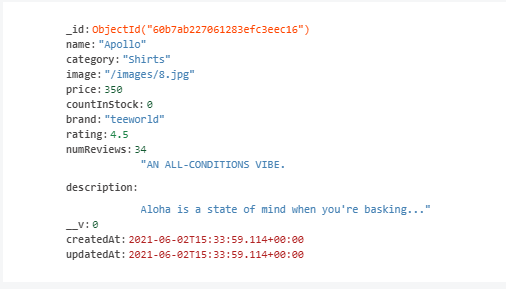 _id: ObjectId("60b7ab227061283efc3eec16")
name: "Apollo"
category: "Shirts"
image: "/images/8.jpg"
price: 350
countInStock: 0
brand: "teeworld"
rating: 4.5
numReviews: 34
"AN ALL-CONDITIONS VIBE.
description:
Aloha is a state of mind when you're basking..."
__v: 0
createdAt: 2021-06-02T15:33:59.114+00:00
updatedAt: 2021-06-02T15:33:59.114+00:00